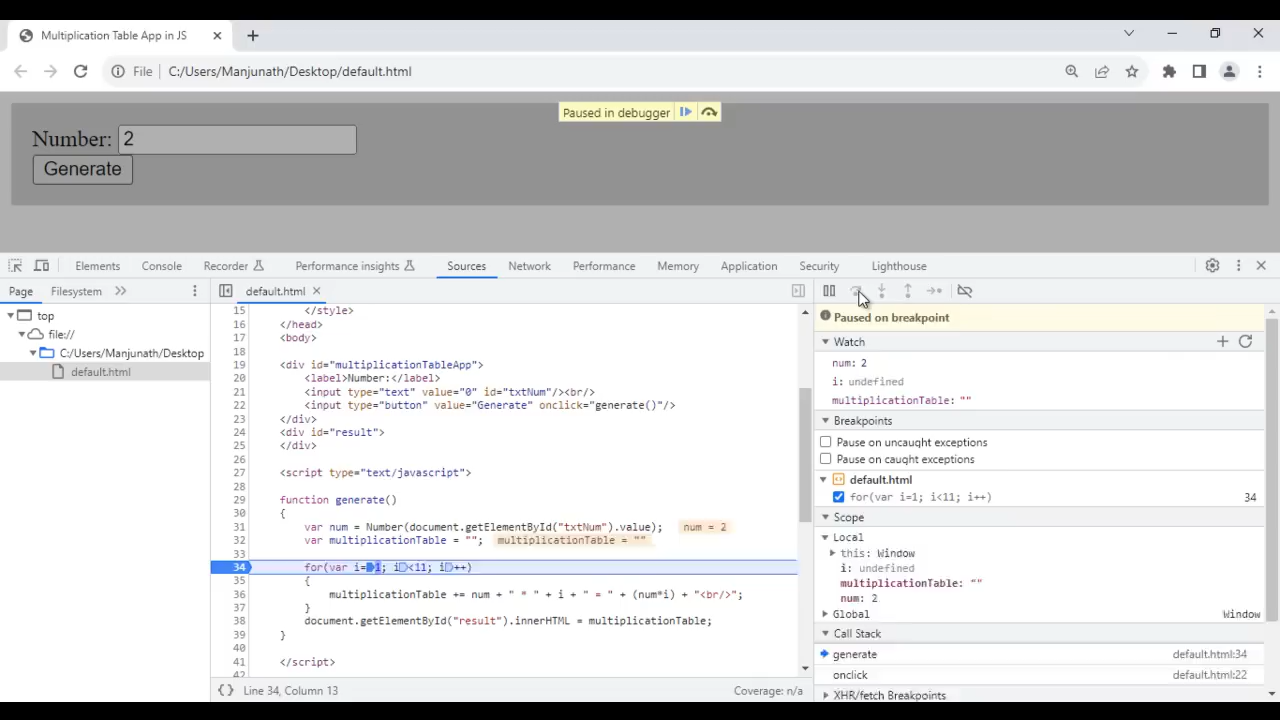 Multiplication Table App in JS
File
C:/Users/Manjunath/Desktop/default.html
Paused in debugger
Number: 2
Generate
Elements Console Recorder Performance insights Sources Network Performance Memory Application Security Lighthouse
Page Filesystem
default.html
top
file://
C:/Users/Manjunath/Desktop
default.html
15 </style>
16 </head>
17 <body>
18
19 <div id="multiplicationTableApp">
20 <label>Number:</label>
21 <input type="text" value="0" id="txtNum"/><br/>
22 <input type="button" value="Generate" onclick="generate()"/>
23 </div>
24 <div id="result">
25 </div>
26
27 <script type="text/javascript">
28
29 function generate()
30 {
31 var num = Number(document.getElementById("txtNum").value); num = 2
32 var multiplicationTable = ""; multiplicationTable = ""
33
34 for(var i=1; i<11; i++)
35 {
36 multiplicationTable += num + " * " + i + " = " + (num*i) + "<br/>";
37 }
38 document.getElementById("result").innerHTML = multiplicationTable;
39 }
40
41 </script>
42
{ } Line 34, Column 13 Coverage: n/a
Paused on breakpoint
Watch
num: 2
i: undefined
multiplicationTable: ""
Breakpoints
Pause on uncaught exceptions
Pause on caught exceptions
default.html
for(var i=1; i<11; i++) 34
Scope
Local
this: Window
i: undefined
multiplicationTable: ""
num: 2
Global Window
Call Stack
generate default.html:34
onclick default.html:22
XHR/fetch Breakpoints